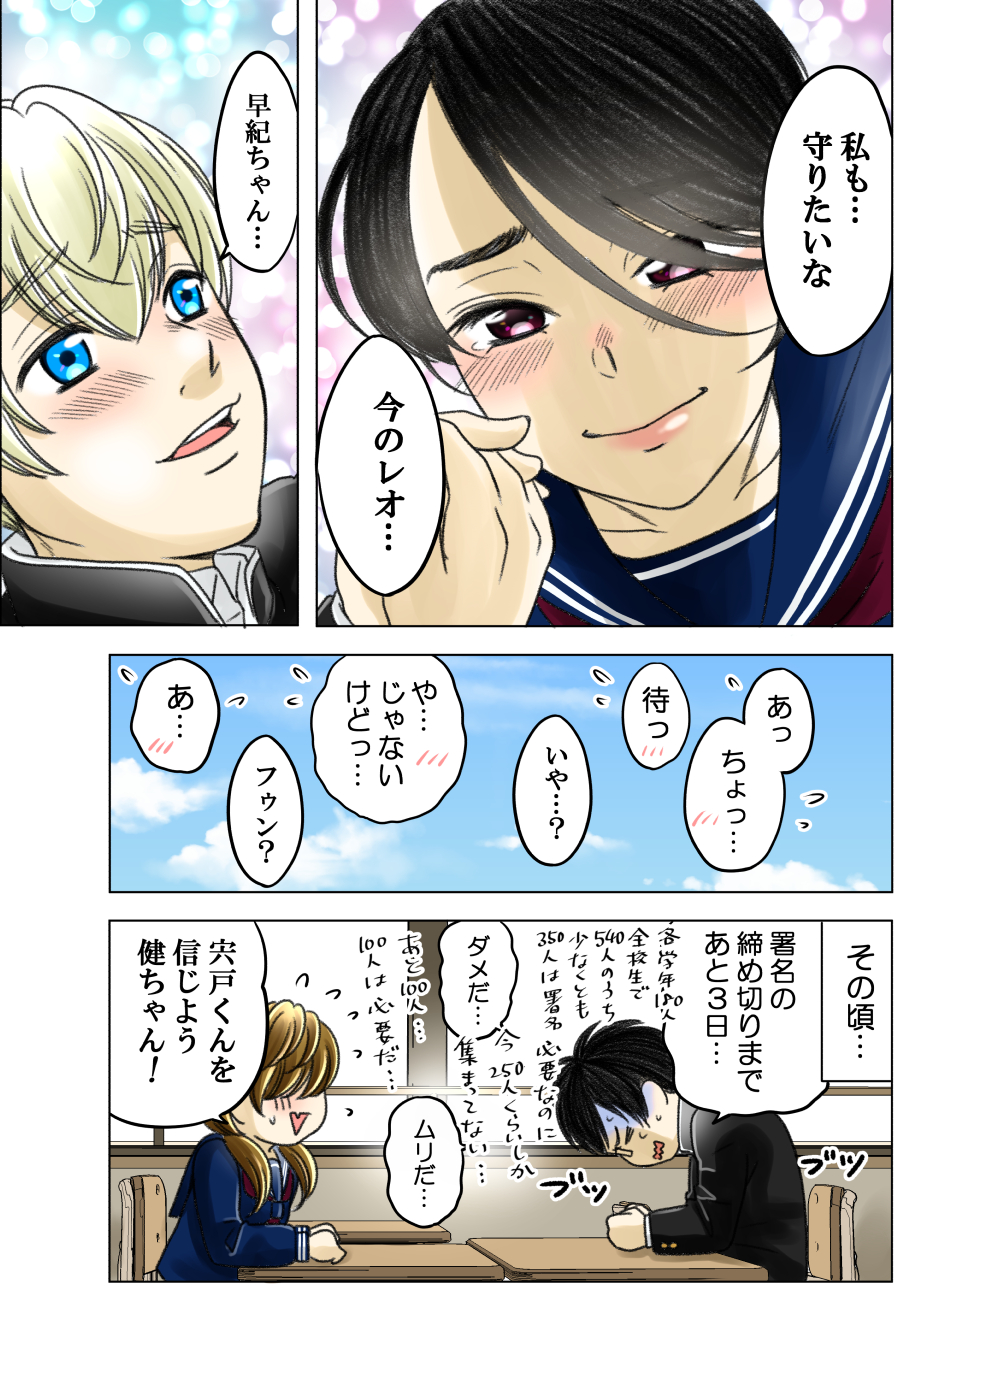 私も…
守りたいな
今のレオ…
早紀ちゃん…
あっ
ちょっ…
待っ
いや…？
や…
じゃない
けどっ…
フゥン？
あ…
その頃…
署名の
締め切りまで
あと3日…
各学年180人
全校生で
540人のうち
少なくとも
350人は署名
必要なのに
今250人くらいしか
集まってない…
ダメだ…
ムリだ…
あと100人…
100人は必要だ…
ブツ
ブツ
宍戸くんを
信じよう
健ちゃん！